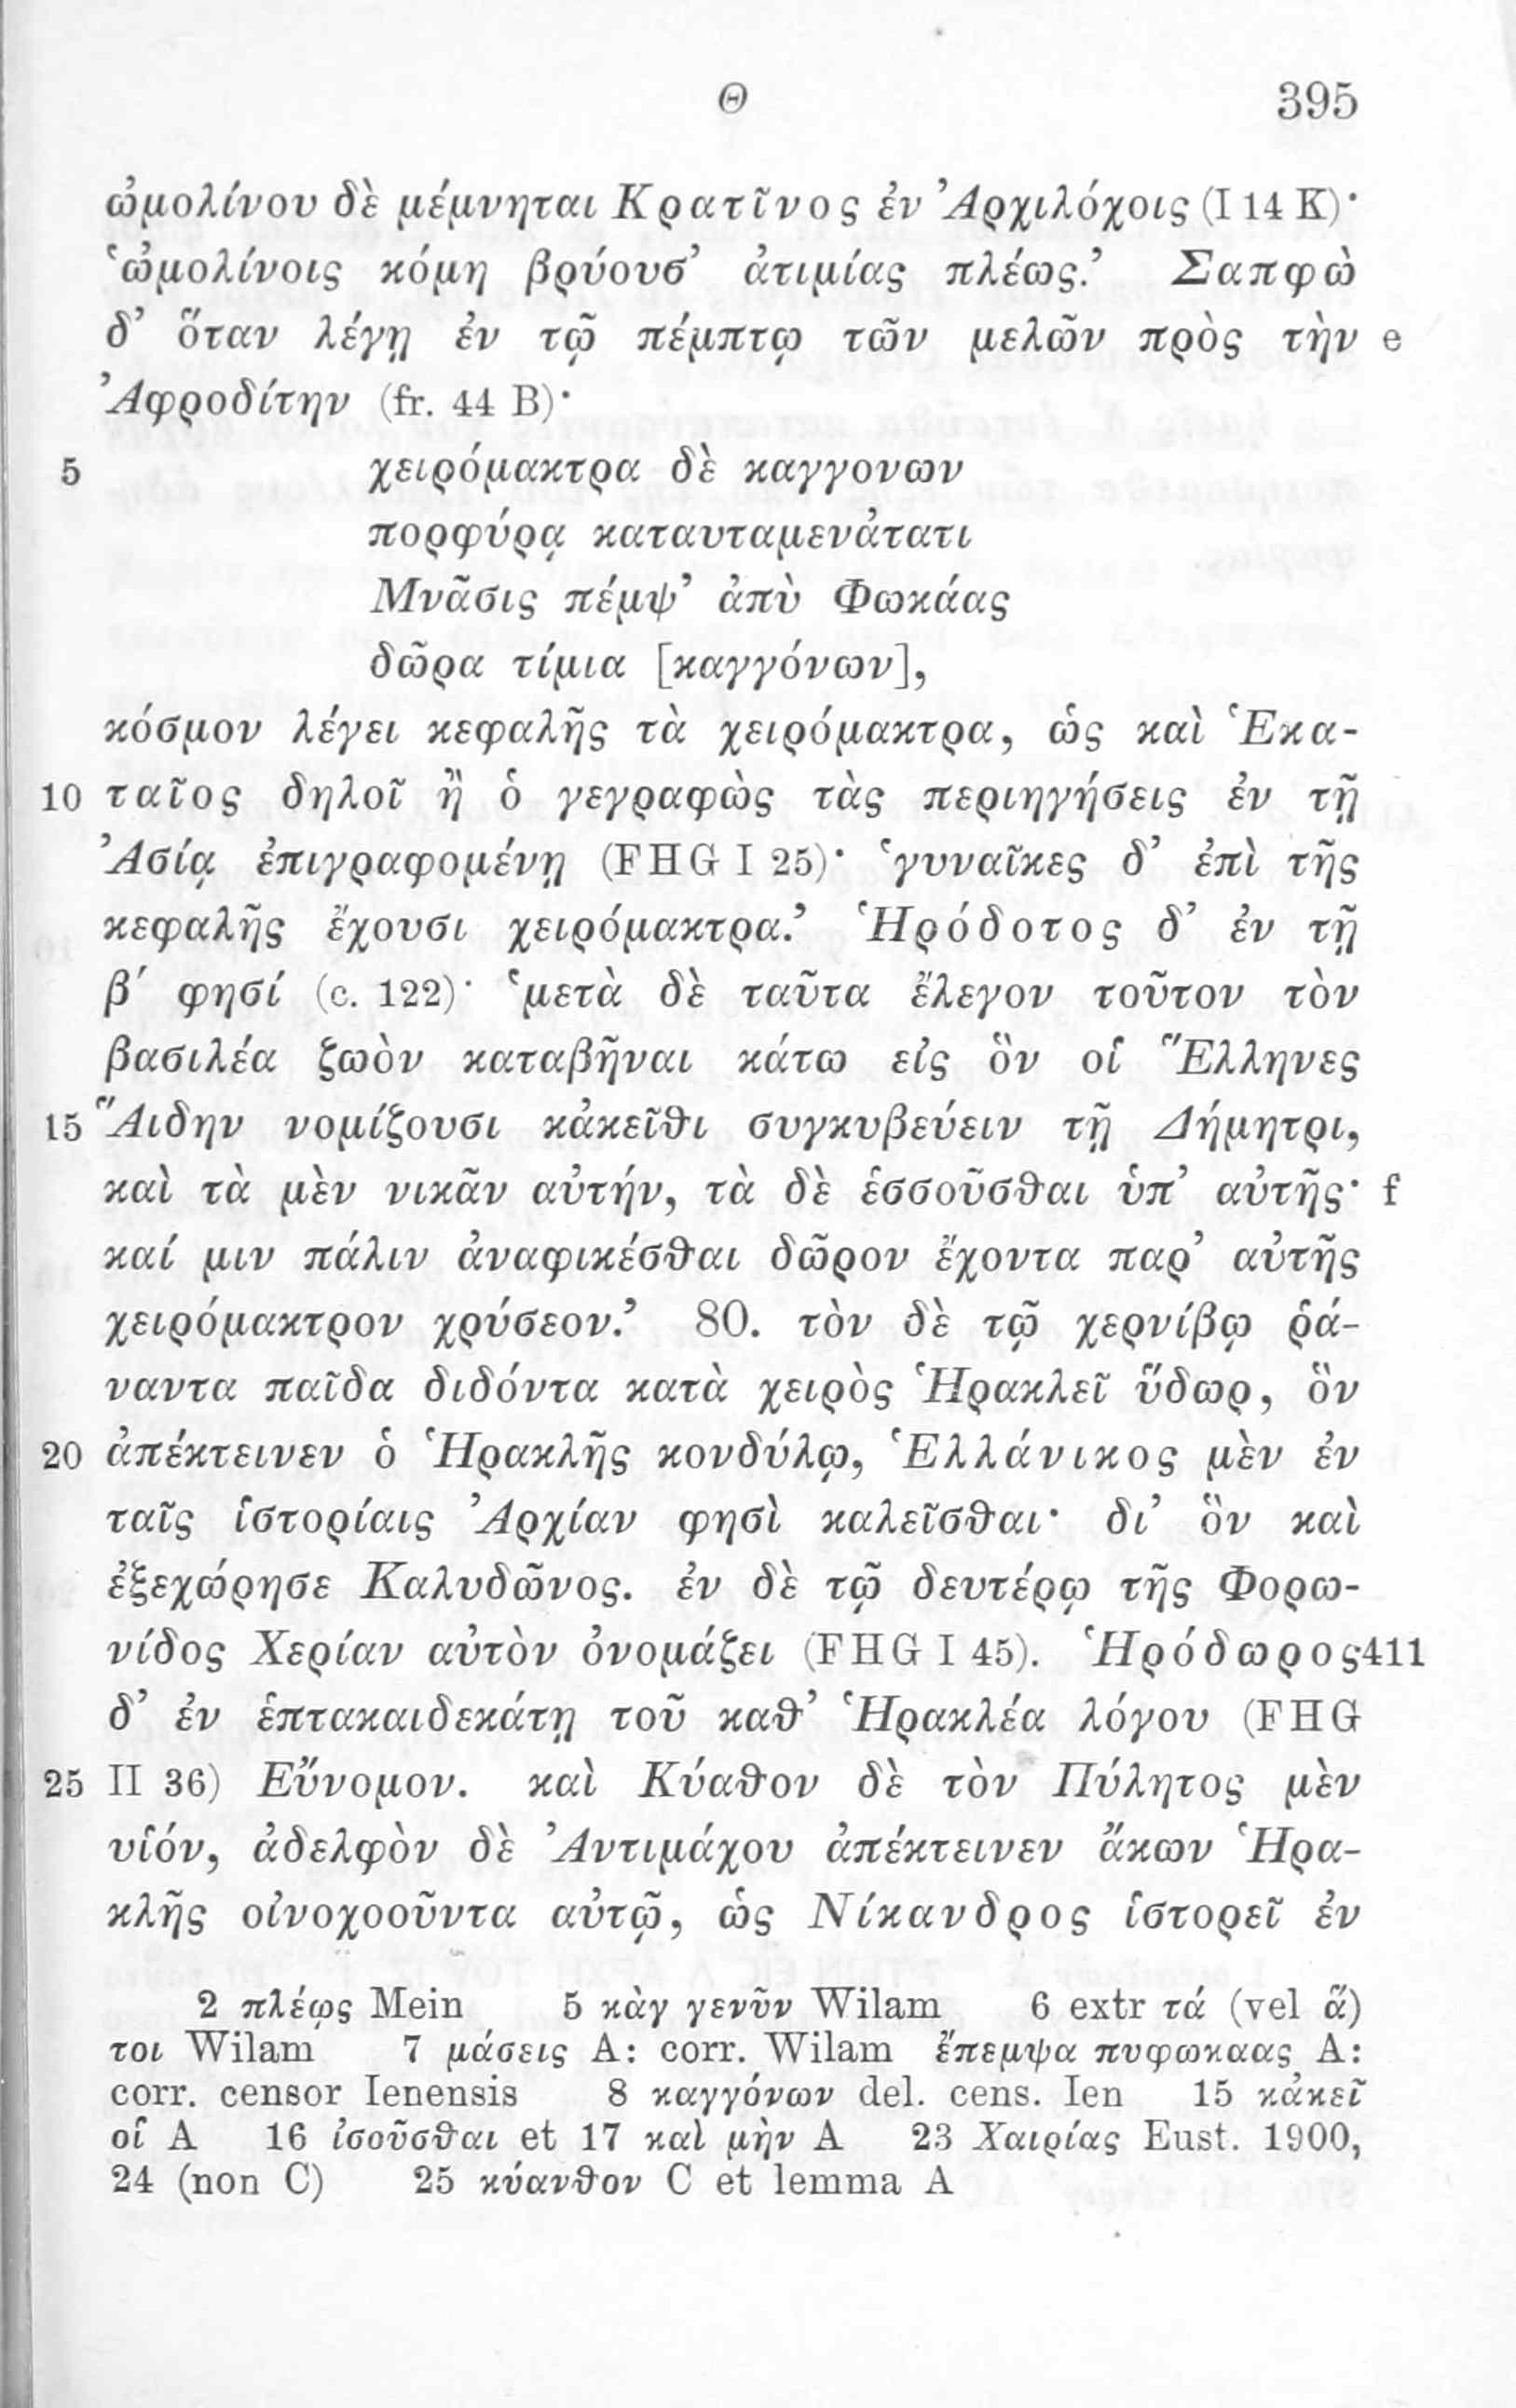 Θ 395
ὠμολίνου δὲ μέμνηται Κρατῖνος ἐν Ἀρχιλόχοις (I 14 K)·
‘ὠμολίνοις κόμη βρύουσ’ ἀτιμίας πλέως.’ Σαπφὼ
δ’ ὅταν λέγῃ ἐν τῷ πέμπτῳ τῶν μελῶν πρὸς τὴν e
Ἀφροδίτην (fr. 44 B)·
5 χειρόμακτρα δὲ καγγονων
πορφύρᾳ καταυταμενἀτατι
Μνᾶσις πέμψ’ ἀπὺ Φωκάας
δῶρα τίμια [καγγόνων],
κόσμον λέγει κεφαλῆς τὰ χειρόμακτρα, ὡς καὶ Ἑκα-
10 ταῖος δηλοῖ ἢ ὁ γεγραφὼς τὰς περιηγήσεις ἐν τῇ
Ἀσίᾳ ἐπιγραφομένῃ (FHG I 25)· ‘γυναῖκες δ’ ἐπὶ τῆς
κεφαλῆς ἔχουσι χειρόμακτρα.’ Ἡρόδοτος δ’ ἐν τῇ
β′ φησί (c. 122)· ‘μετὰ δὲ ταῦτα ἔλεγον τοῦτον τὸν
βασιλέα ζωὸν καταβῆναι κάτω εἰς ὃν οἱ Ἕλληνες
15 Ἅιδην νομίζουσι κἀκεῖθι συγκυβεύειν τῇ Δήμητρι,
καὶ τὰ μὲν νικᾶν αὐτήν, τὰ δὲ ἑσσοῦσθαι ὑπ’ αὐτῆς· f
καί μιν πάλιν ἀναφικέσθαι δῶρον ἔχοντα παρ’ αὐτῆς
χειρόμακτρον χρύσεον.’ 80. τὸν δὲ τῷ χερνίβῳ ῥά-
ναντα παῖδα διδόντα κατὰ χειρὸς Ἡρακλεῖ ὕδωρ, ὃν
20 ἀπέκτεινεν ὁ Ἡρακλῆς κονδύλῳ, Ἑλλάνικος μὲν ἐν
ταῖς ἱστορίαις Ἀρχίαν φησὶ καλεῖσθαι· δι’ ὃν καὶ
ἐξεχώρησε Καλυδῶνος. ἐν δὲ τῷ δευτέρῳ τῆς Φορω-
νίδος Χερίαν αὐτὸν ὀνομάζει (FHG I 45). Ἡρόδωρος 411
δ’ ἐν ἑπτακαιδεκάτῃ τοῦ καθ’ Ἡρακλέα λόγου (FHG
25 II 36) Εὔνομον. καὶ Κύαθον δὲ τὸν Πύλητος μὲν
υἱόν, ἀδελφὸν δὲ Ἀντιμάχου ἀπέκτεινεν ἄκων Ἡρα-
κλῆς οἰνοχοοῦντα αὐτῷ, ὡς Νίκανδρος ἱστορεῖ ἐν
2 πλέῳς Mein 5 κὰγ γενῦν Wilam 6 extr τά (vel ἅ)
τοι Wilam 7 μάσεις A: corr. Wilam ἔπεμψα πυφωκαας A:
corr. censor Ienensis 8 καγγόνων del. cens. Ien 15 κἀκεῖ
οἱ A 16 ἰσοῦσθαι et 17 καὶ μὴν A 23 Χαιρίας Eust. 1900,
24 (non C) 25 κύανθον C et lemma A